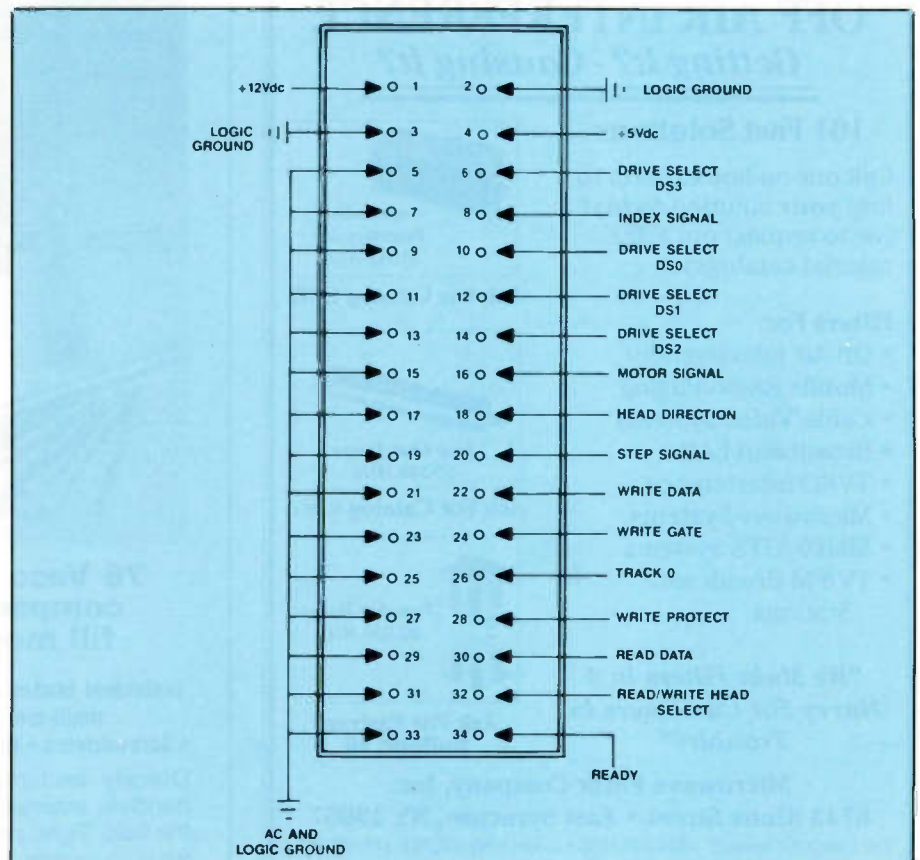 +12Vdc 1 2 LOGIC GROUND
LOGIC 3 4 +5Vdc
GROUND
5 6 DRIVE SELECT
DS3
7 8 INDEX SIGNAL
9 10 DRIVE SELECT
DS0
11 12 DRIVE SELECT
DS1
13 14 DRIVE SELECT
DS2
15 16 MOTOR SIGNAL
17 18 HEAD DIRECTION
19 20 STEP SIGNAL
21 22 WRITE DATA
23 24 WRITE GATE
25 26 TRACK 0
27 28 WRITE PROTECT
29 30 READ DATA
31 32 READ/WRITE HEAD
SELECT
33 34
READY
AC AND
LOGIC GROUND